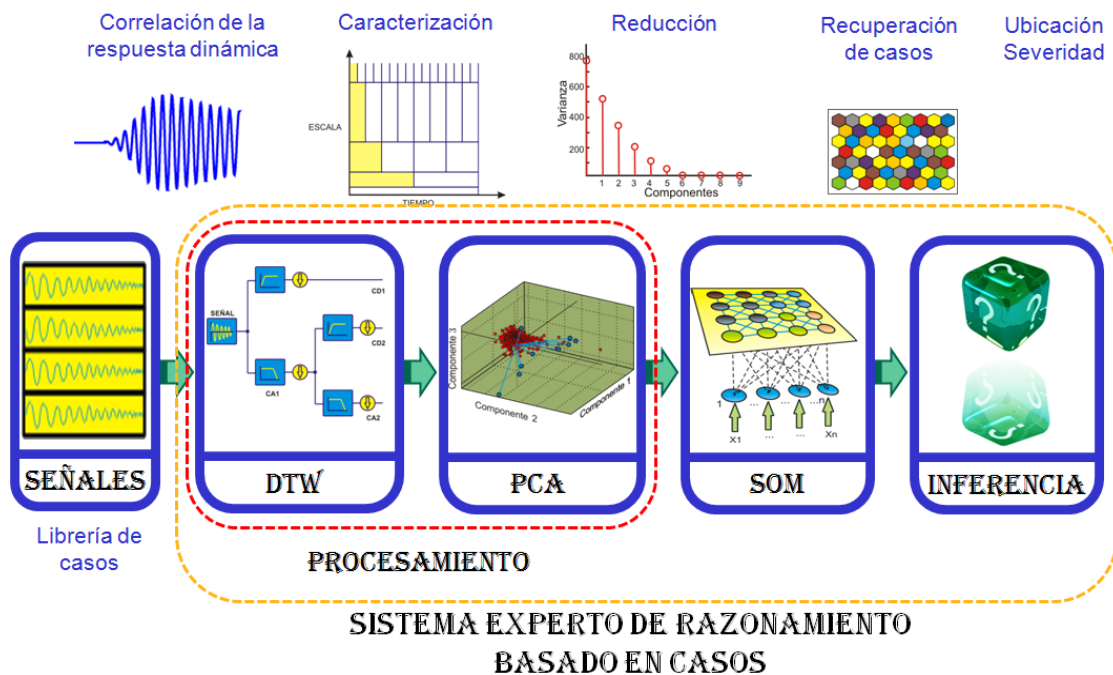 Correlación de la
respuesta dinámica
Caracterización
Reducción
Recuperación
de casos
Ubicación
Severidad
ESCALA
TIEMPO
Varianza
800
600
400
200
1 2 3 4 5 6 7 8 9
Componentes
SEÑAL
CD1
CA1
CD2
CA2
Componente 3
Componente 2
Componente 1
1 ... ...n
X1 ... ... Xn
SEÑALES
DTW
PCA
SOM
INFERENCIA
Librería de
casos
PROCESAMIENTO
SISTEMA EXPERTO DE RAZONAMIENTO
BASADO EN CASOS